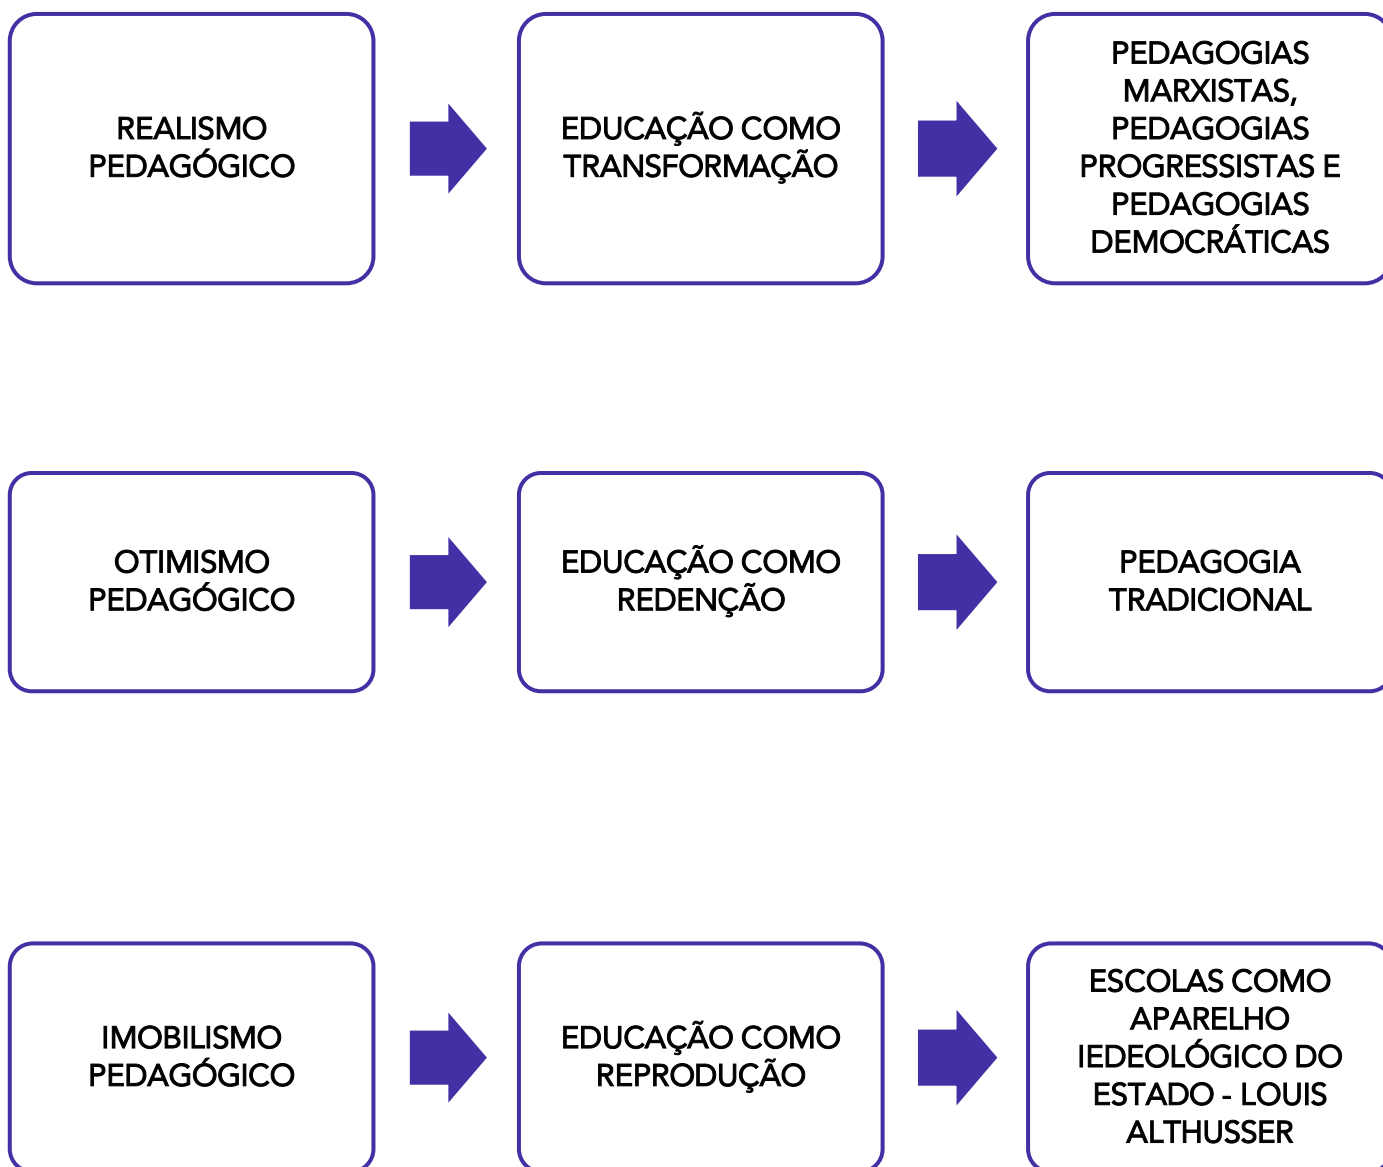 REALISMO
PEDAGÓGICO
EDUCAÇÃO COMO
TRANSFORMAÇÃO
PEDAGOGIAS
MARXISTAS,
PEDAGOGIAS
PROGRESSISTAS E
PEDAGOGIAS
DEMOCRÁTICAS
OTIMISMO
PEDAGÓGICO
EDUCAÇÃO COMO
REDENÇÃO
PEDAGOGIA
TRADICIONAL
IMOBILISMO
PEDAGÓGICO
EDUCAÇÃO COMO
REPRODUÇÃO
ESCOLAS COMO
APARELHO
IEDEOLÓGICO DO
ESTADO - LOUIS
ALTHUSSER